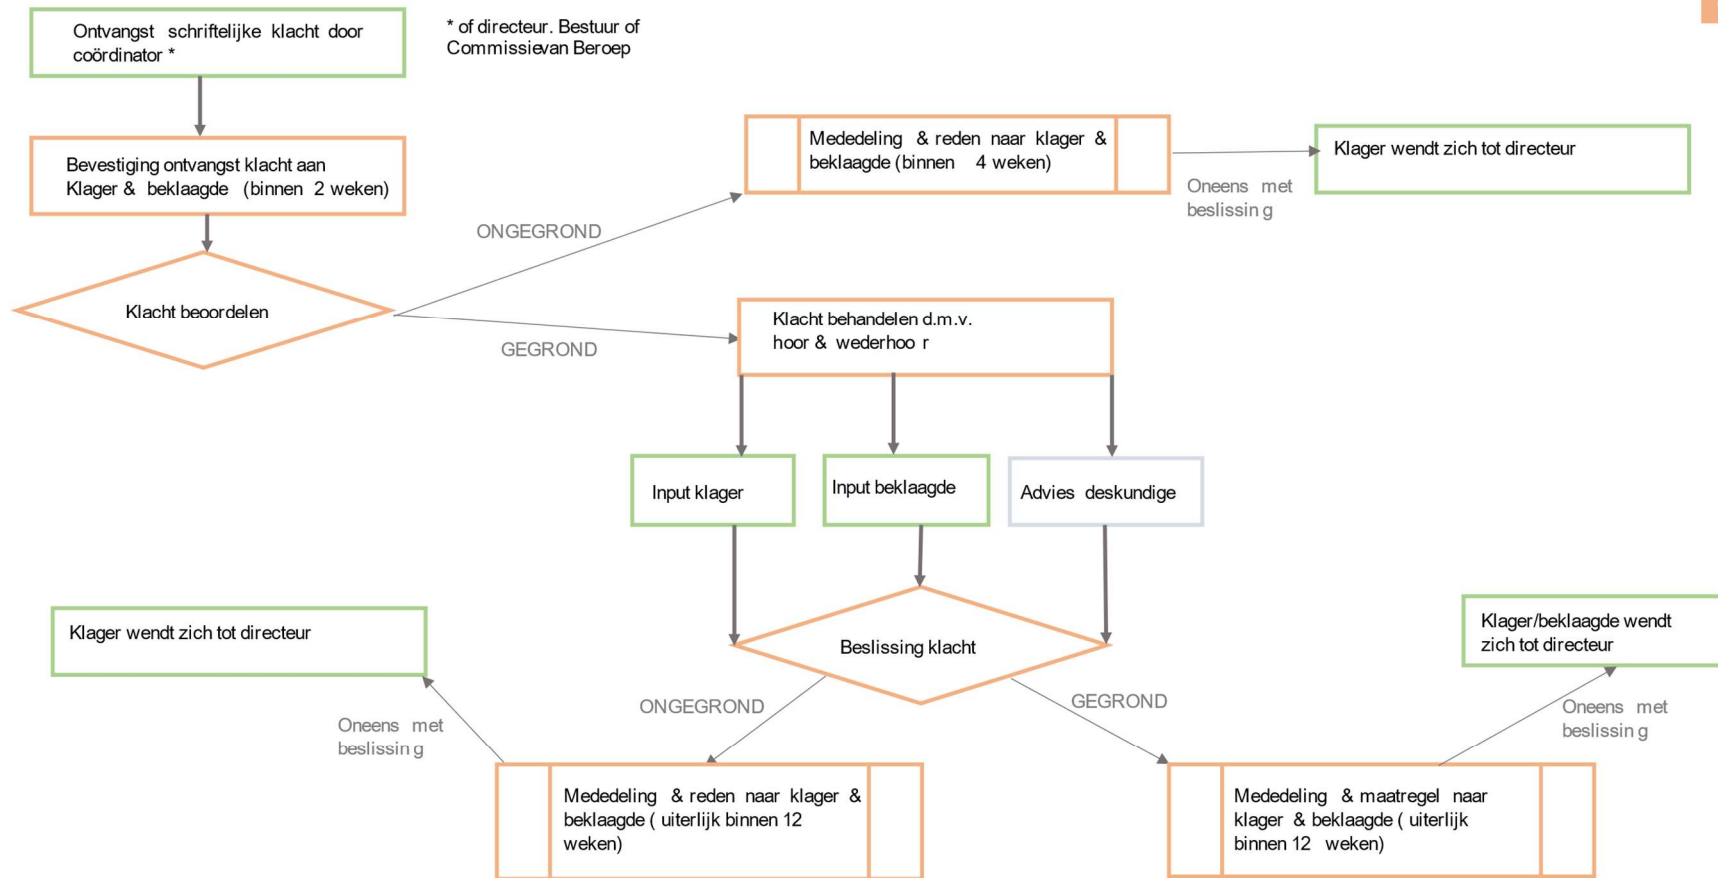 Ontvangst schriftelijke klacht door
coördinator *
* of directeur. Bestuur of
Commissievan Beroep
Bevestiging ontvangst klacht aan
Klager & beklaagde (binnen 2 weken)
Klacht beoordelen
ONGEGROND
Mededeling & reden naar klager &
beklaagde (binnen 4 weken)
Oneens met
beslissin g
Klager wendt zich tot directeur
GEGROND
Klacht behandelen d.m.v.
hoor & wederhoo r
Input klager
Input beklaagde
Advies deskundige
Beslissing klacht
ONGEGROND
Mededeling & reden naar klager &
beklaagde ( uiterlijk binnen 12
weken)
Oneens met
beslissin g
Klager wendt zich tot directeur
GEGROND
Mededeling & maatregel naar
klager & beklaagde ( uiterlijk
binnen 12 weken)
Oneens met
beslissin g
Klager/beklaagde wendt
zich tot directeur